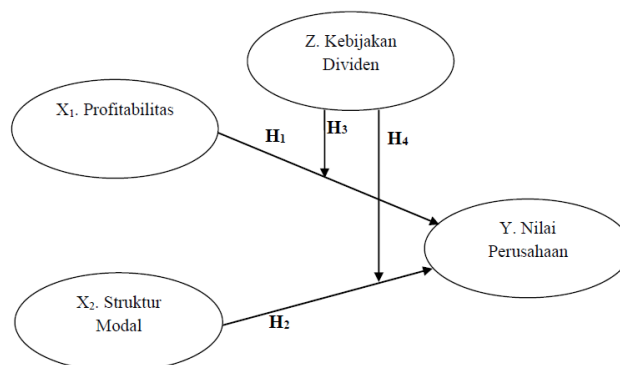 Z. Kebijakan
Dividen
X₁. Profitabilitas
H₁
H₃
H₄
Y. Nilai
Perusahaan
X₂. Struktur
Modal
H₂